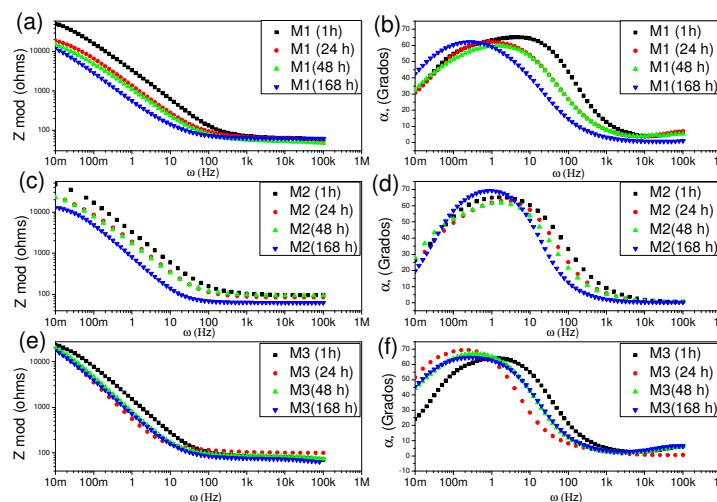 (a)
M1 (1h)
M1 (24 h)
M1(48 h)
M1(168 h)
Z mod (ohms)
10000
1000
100
10m 100m 1 10 100 1k 10k 100k 1M
ω (Hz)
(b)
M1 (1h)
M1 (24 h)
M1(48 h)
M1(168 h)
α, (Grados)
70
60
50
40
30
20
10
0
10m 100m 1 10 100 1k 10k 100k 1M
ω (Hz)
(c)
M2 (1h)
M2 (24 h)
M2(48 h)
M2(168 h)
Z mod (ohms)
10000
1000
100
10m 100m 1 10 100 1k 10k 100k 1M
ω (Hz)
(d)
M2 (1h)
M2 (24 h)
M2(48 h)
M2(168 h)
α, (Grados)
70
60
50
40
30
20
10
0
10m 100m 1 10 100 1k 10k 100k 1M
ω (Hz)
(e)
M3 (1h)
M3 (24 h)
M3(48 h)
M3(168 h)
Z mod (ohms)
10000
1000
100
10m 100m 1 10 100 1k 10k 100k 1M
ω (Hz)
(f)
M3 (1h)
M3 (24 h)
M3(48 h)
M3(168 h)
α, (Grados)
70
60
50
40
30
20
10
0
-10
10m 100m 1 10 100 1k 10k 100k 1M
ω (Hz)